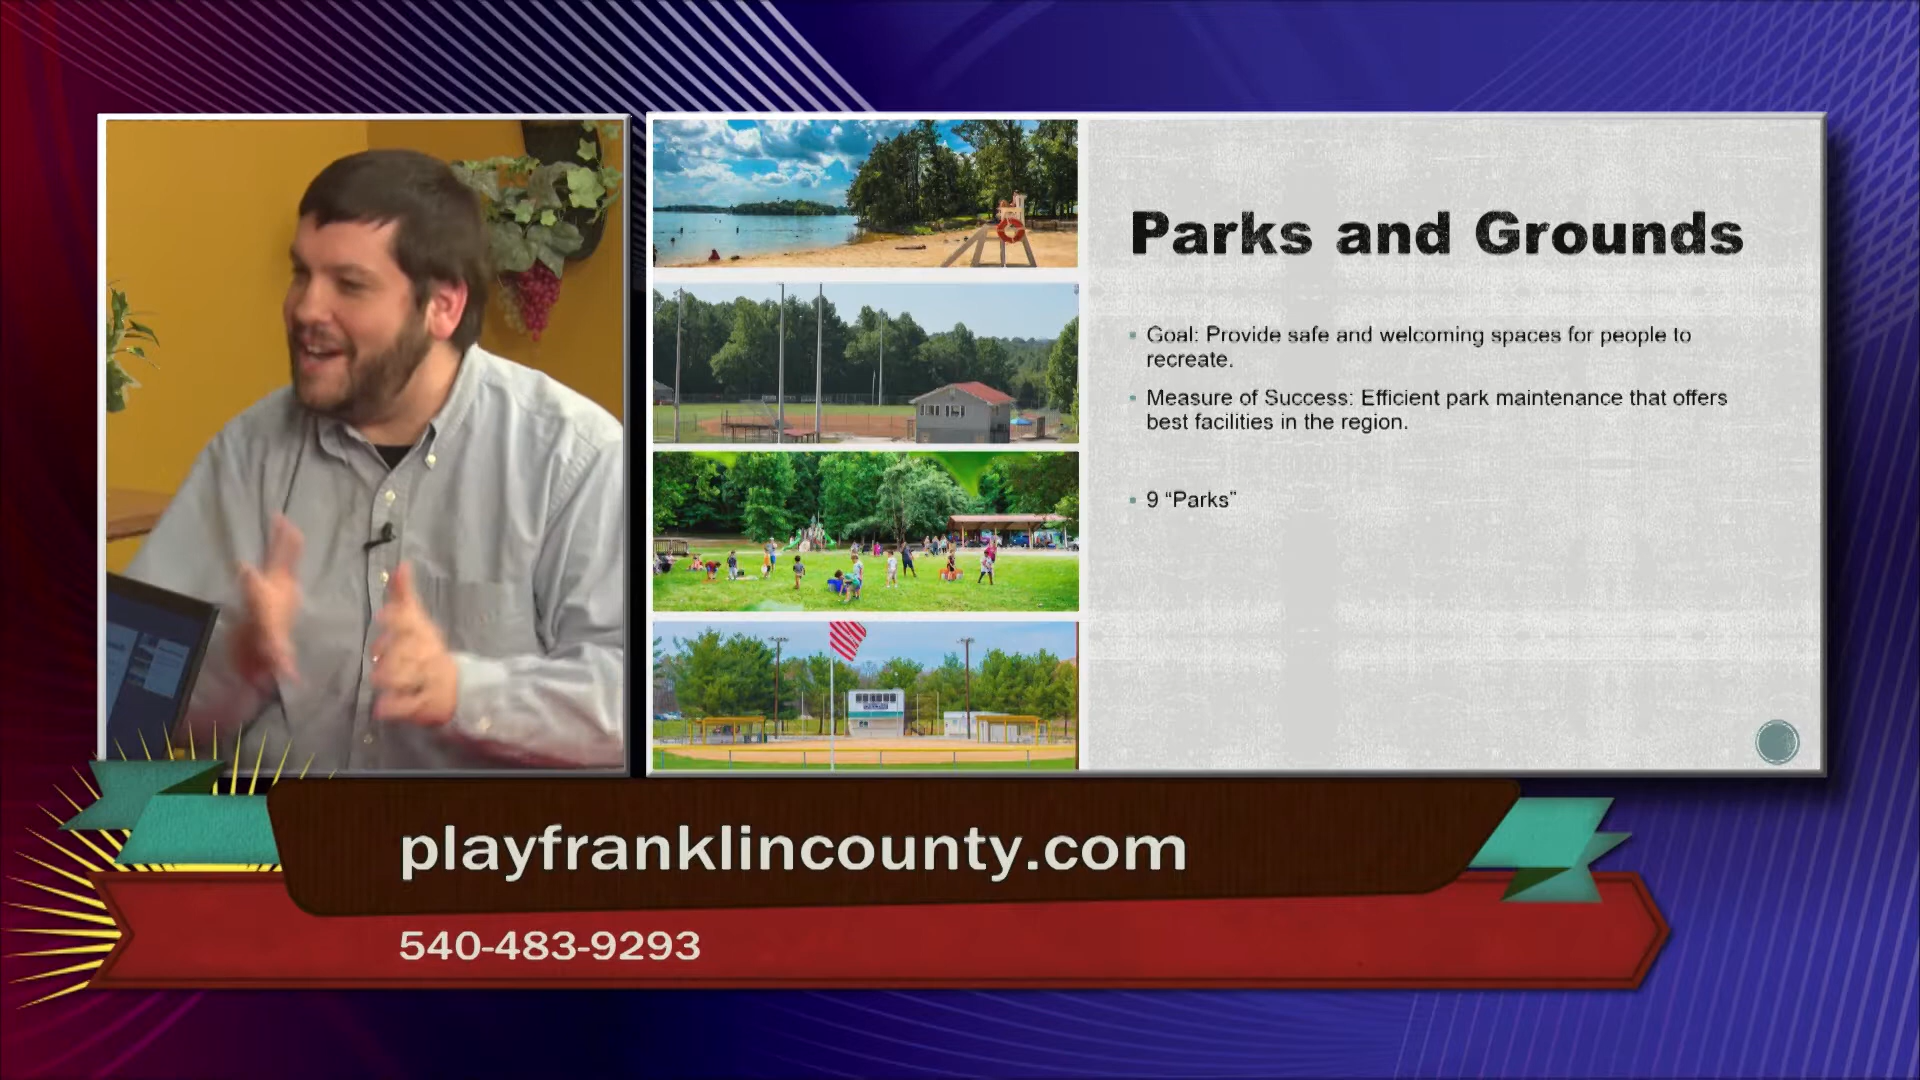 Parks and Grounds
Goal: Provide safe and welcoming spaces for people to
recreate.
Measure of Success: Efficient park maintenance that offers
best facilities in the region.
9 “Parks”
playfranklincounty.com
540-483-9293